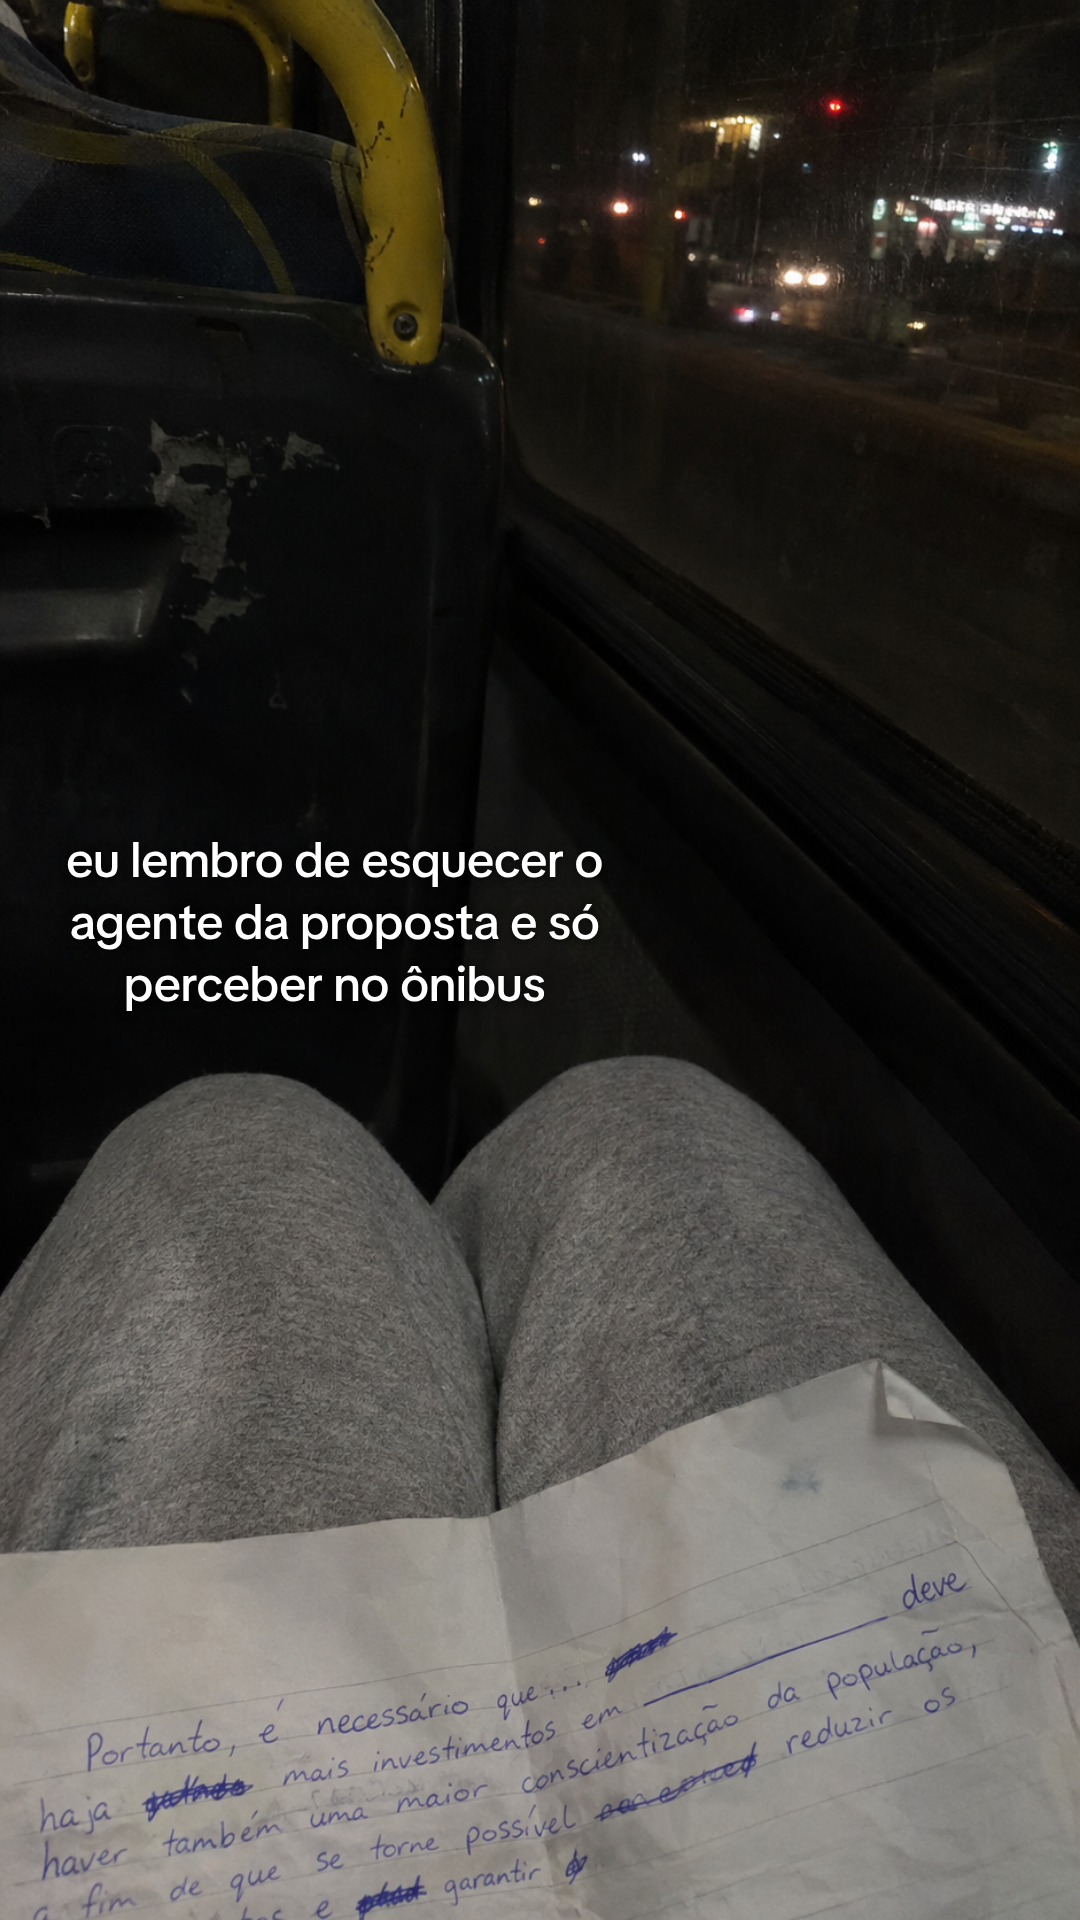 eu lembro de esquecer o
agente da proposta e só
perceber no ônibus
Portanto, é necessário que... deve
haja mais investimentos em
haver também uma maior conscientização da população,
a fim de que se torne possível reduzir os
e garantir